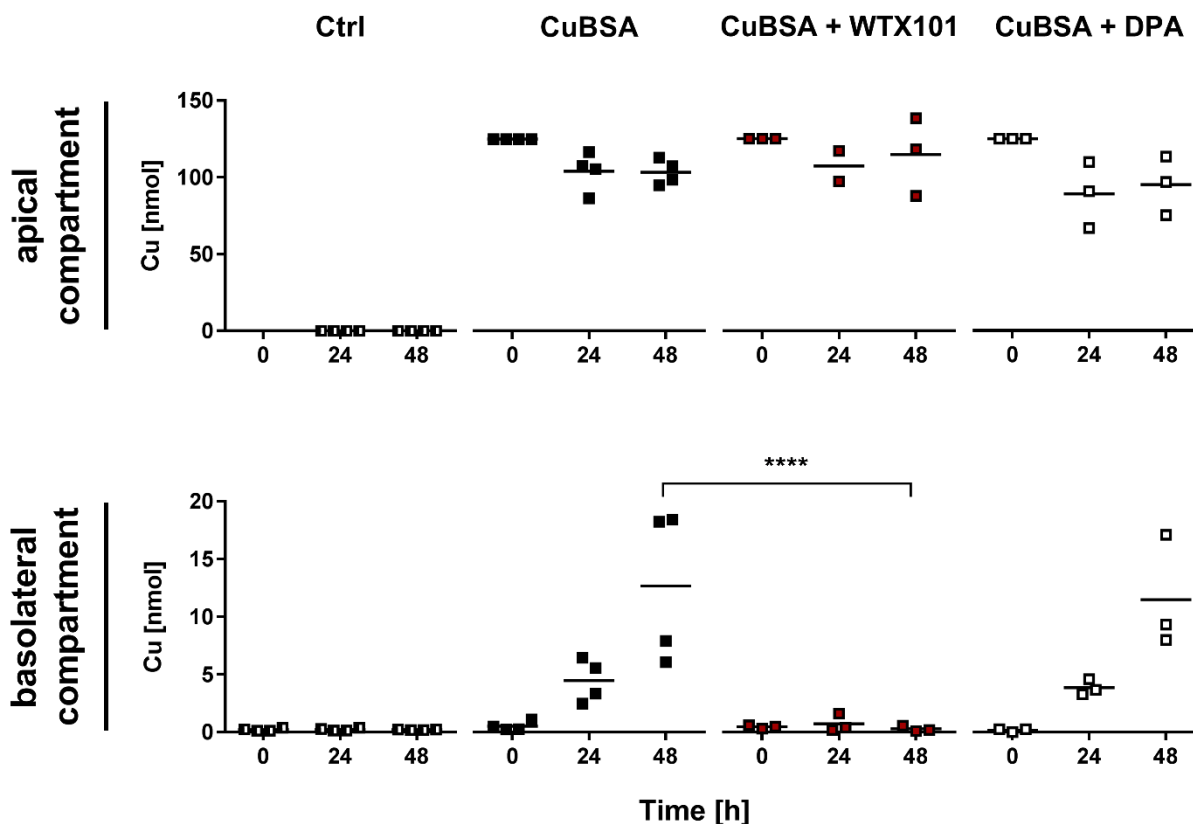 Ctrl CuBSA CuBSA + WTX101 CuBSA + DPA
apical
compartment
Cu [nmol]
150
100
50
0
0 24 48 0 24 48 0 24 48 0 24 48
****
basolateral
compartment
Cu [nmol]
20
15
10
5
0
0 24 48 0 24 48 0 24 48 0 24 48
Time [h]